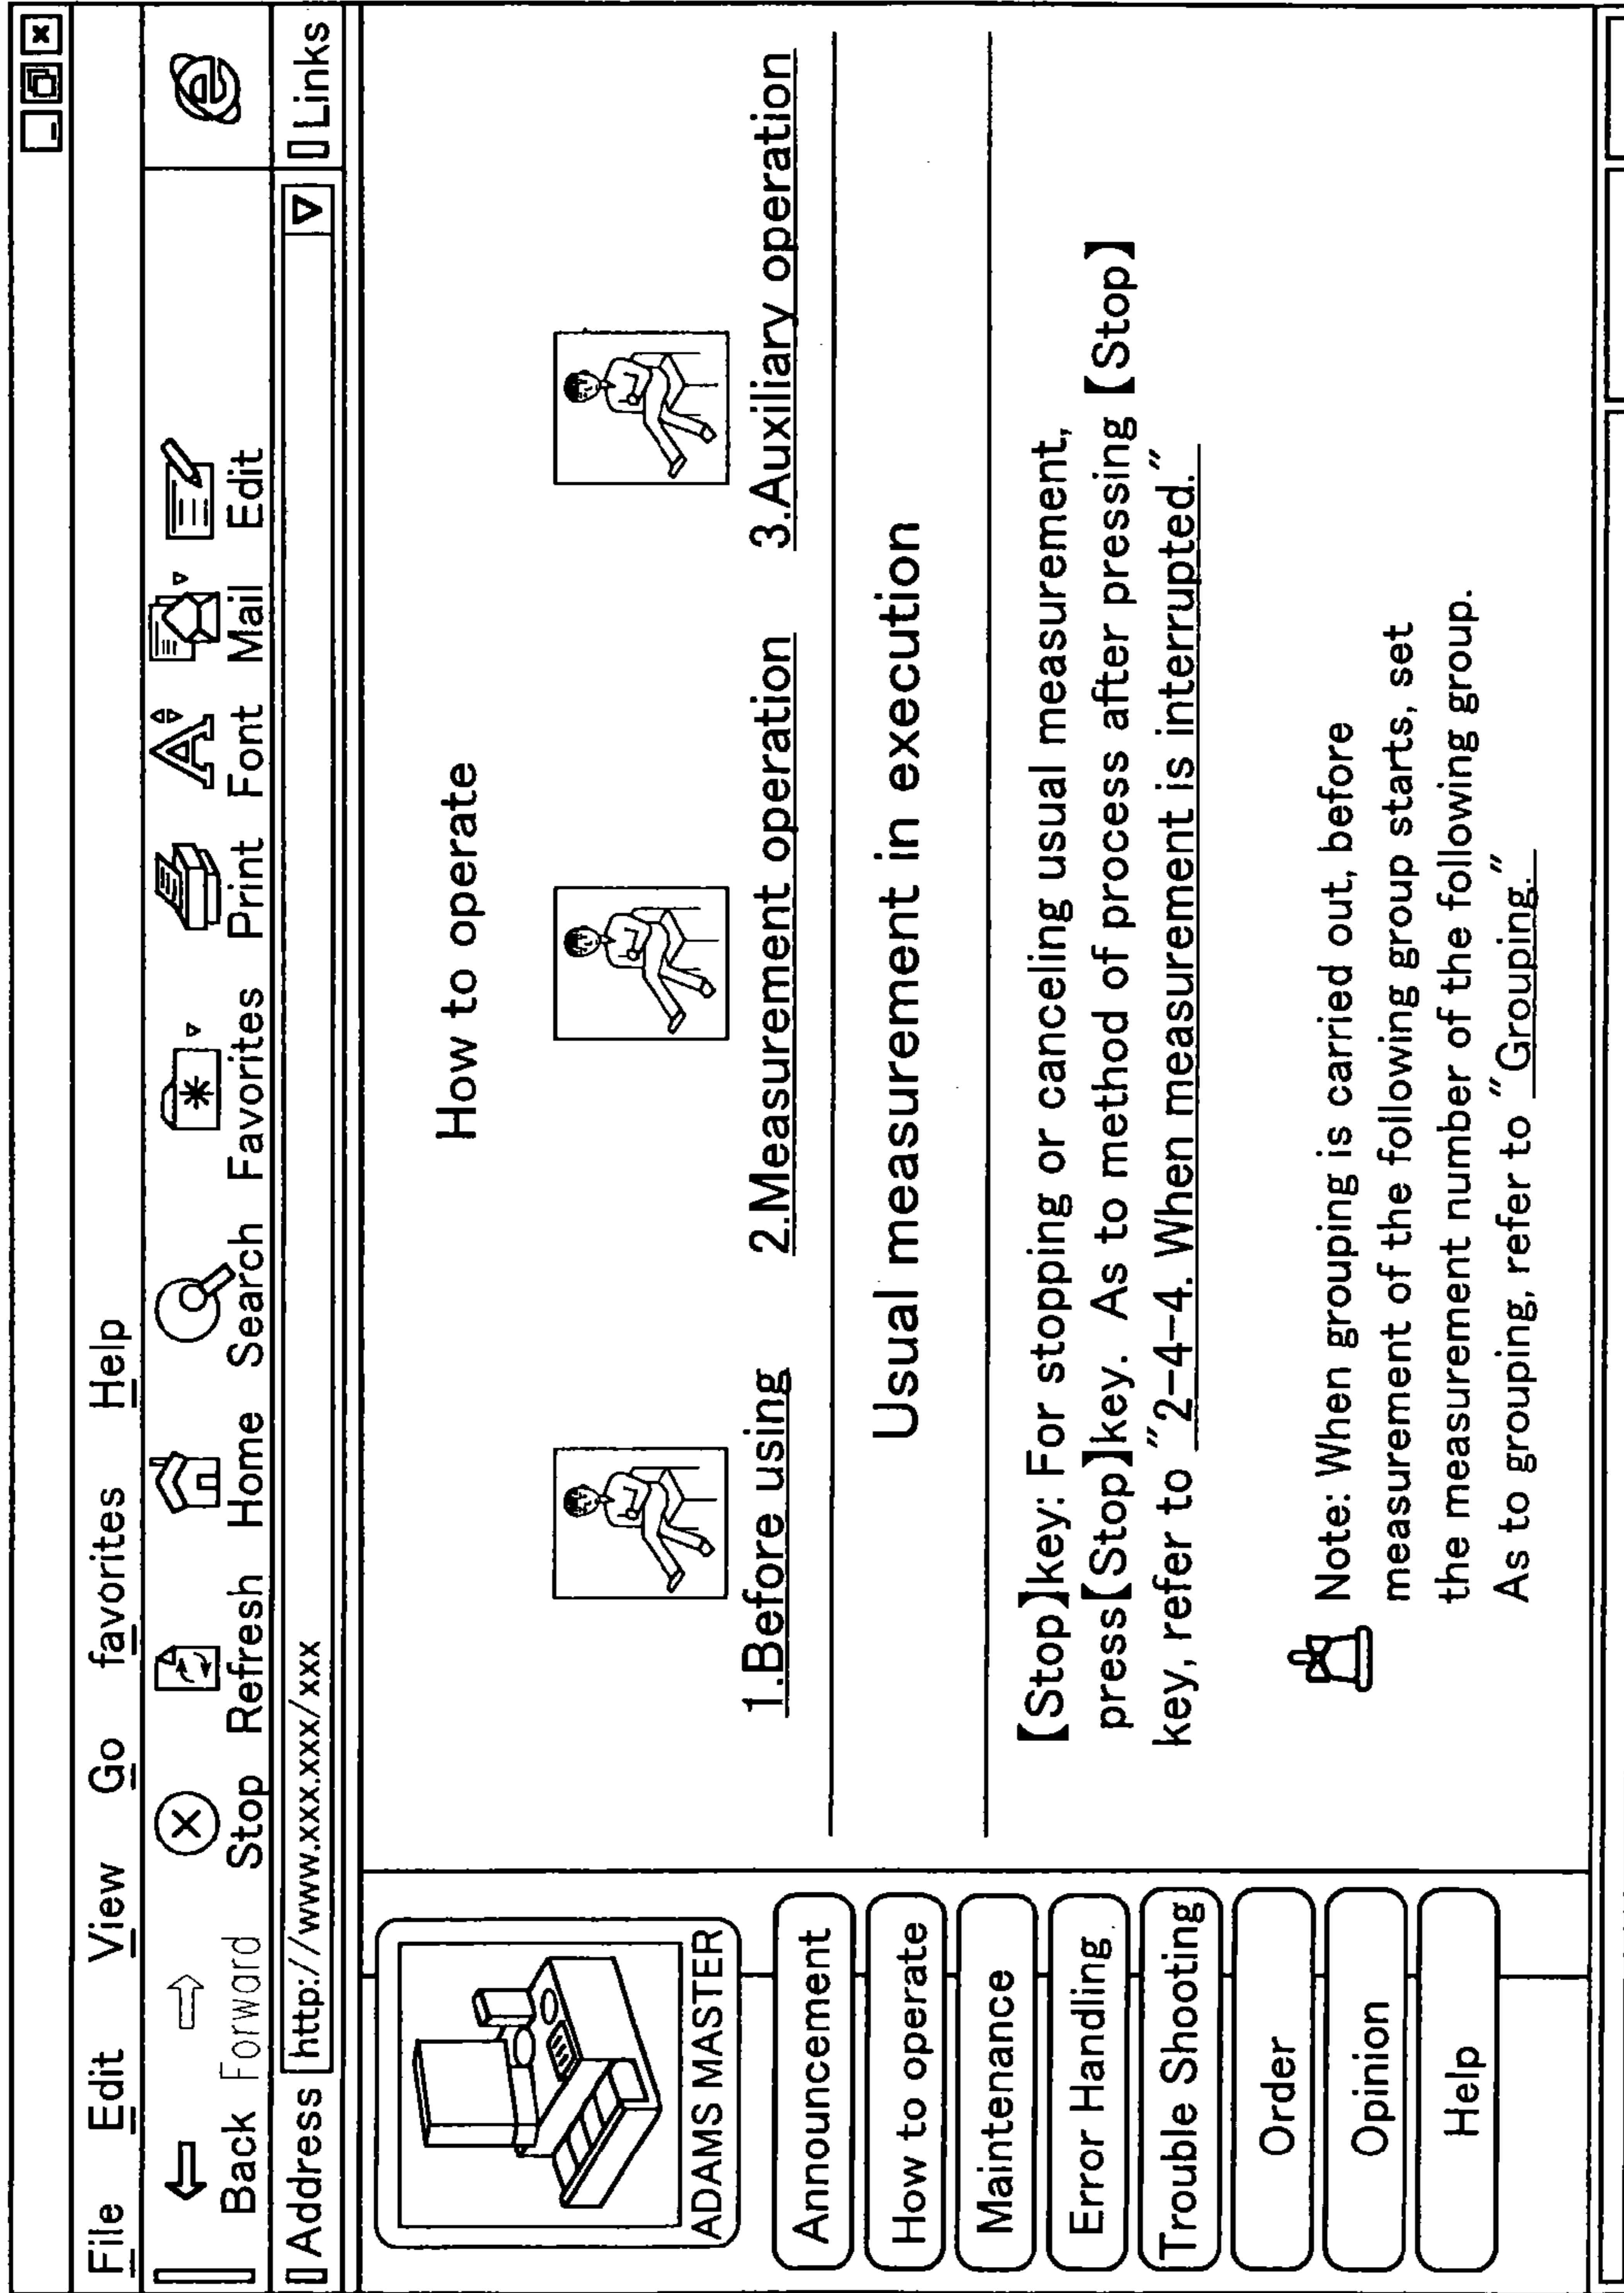 File Edit View Go favorites Help
Back Forward Stop Refresh Home Search Favorites Print Font Mail Edit
Address http://www.xxx.xxx/xxx Links
ADAMS MASTER
Announcement
How to operate
Maintenance
Error Handling
Trouble Shooting
Order
Opinion
Help
How to operate
1.Before using 2.Measurement operation 3.Auxiliary operation
Usual measurement in execution
【Stop】key: For stopping or canceling usual measurement,
press【Stop】key. As to method of process after pressing【Stop】
key, refer to "2-4-4. When measurement is interrupted."
Note: When grouping is carried out, before
measurement of the following group starts, set
the measurement number of the following group.
As to grouping, refer to "Grouping."